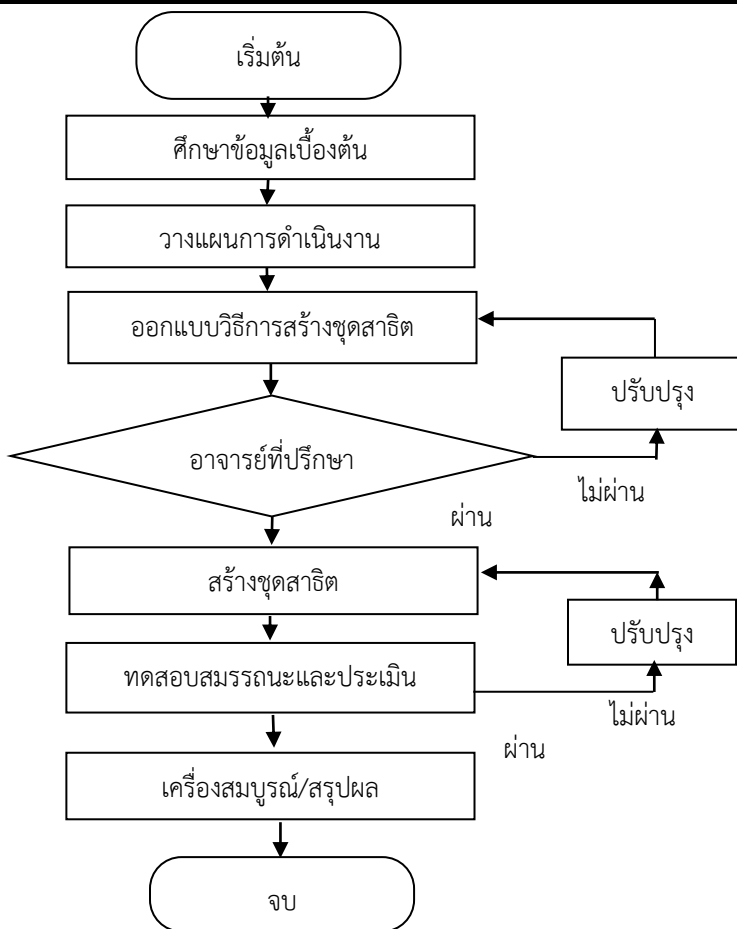 เริ่มต้น
ศึกษาข้อมูลเบื้องต้น
วางแผนการดำเนินงาน
ออกแบบวิธีการสร้างชุดสาธิต
ปรับปรุง
อาจารย์ที่ปรึกษา
ไม่ผ่าน
ผ่าน
สร้างชุดสาธิต
ปรับปรุง
ทดสอบสมรรถนะและประเมิน
ไม่ผ่าน
ผ่าน
เครื่องสมบูรณ์/สรุปผล
จบ